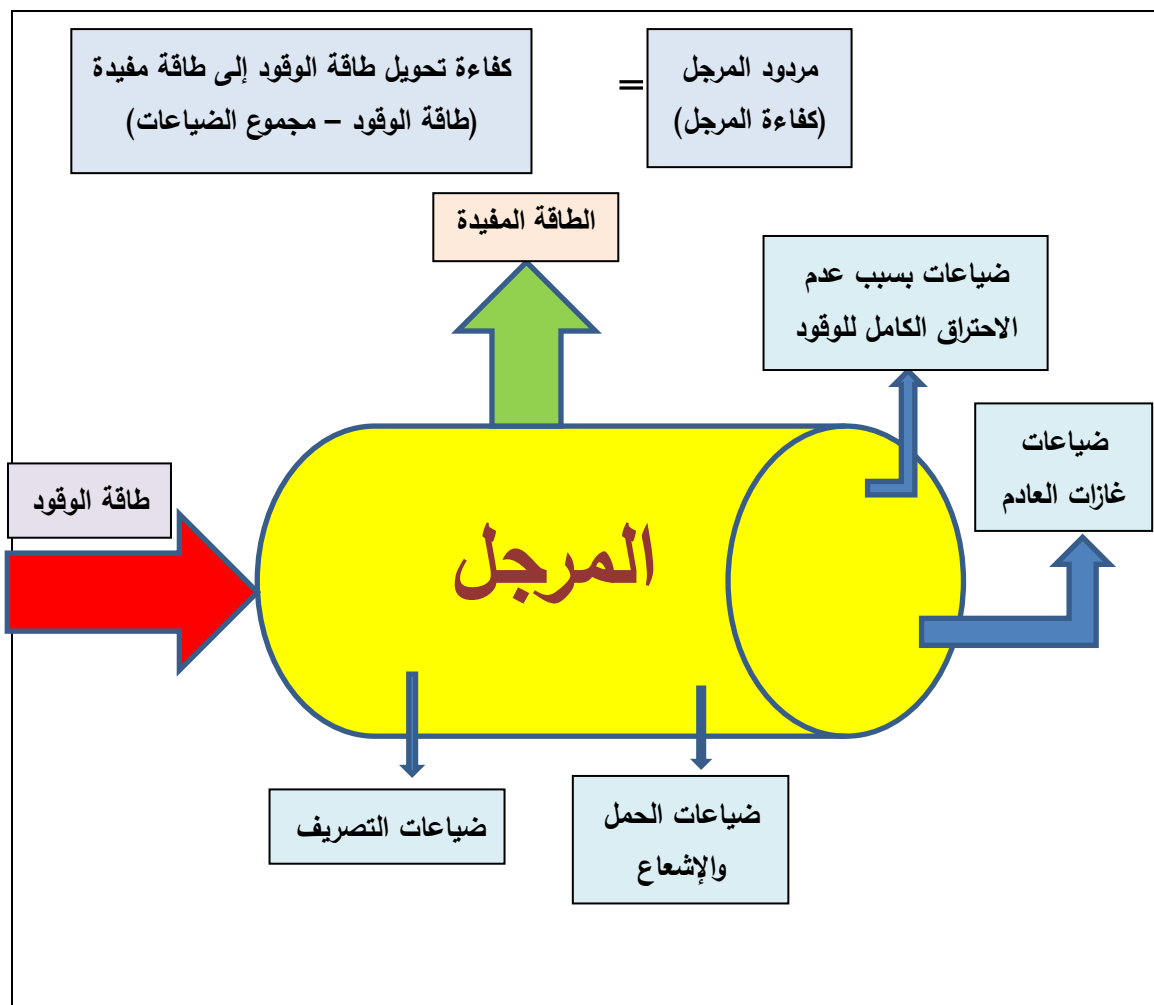 مردود المرجل
(كفاءة المرجل)
=
كفاءة تحويل طاقة الوقود إلى طاقة مفيدة
(طاقة الوقود – مجموع الضياعات)
الطاقة المفيدة
ضياعات بسبب عدم
الاحتراق الكامل للوقود
ضياعات
غازات العادم
طاقة الوقود
المرجل
ضياعات الحمل
والإشعاع
ضياعات التصريف